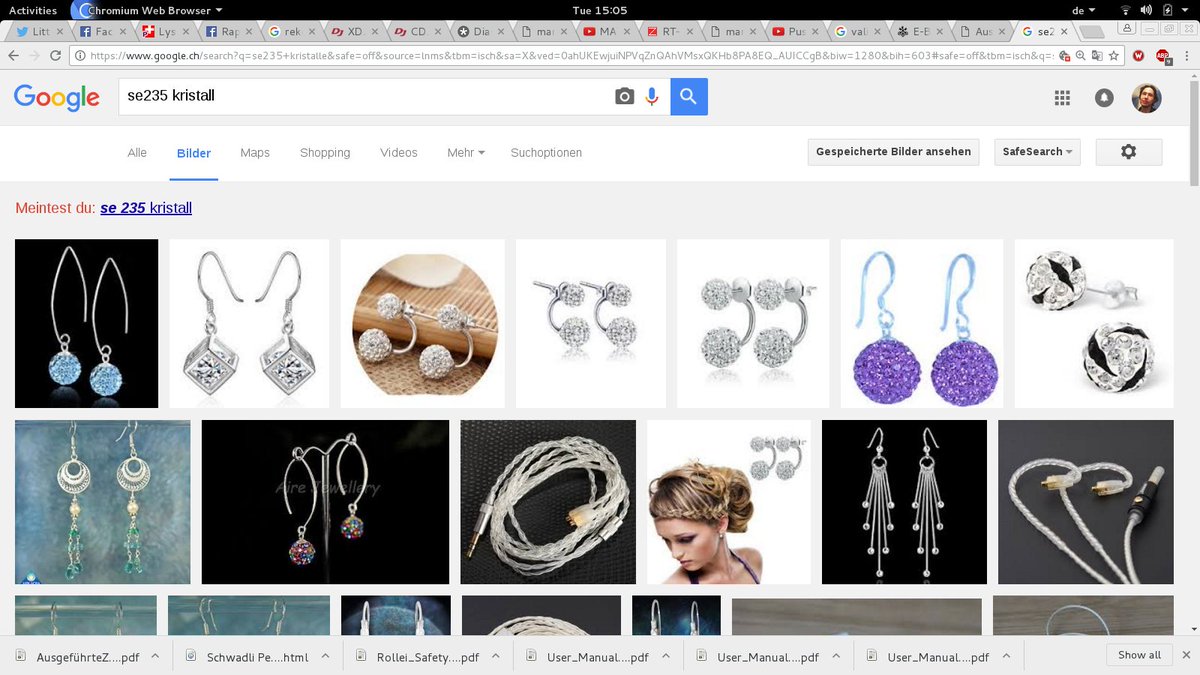 Activities
Chromium Web Browser
Tue 15:05
de
Litt
Fac
Lys
Rap
rek
XD
CD.
Dia
mar
MA
RT-
mar
Pus
val
E-B
Aus
se2
https://www.google.ch/search?q=se235+kristalle&safe=off&source=lnms&tbm=isch&sa=X&ved=0ahUKEwjuiNPVqZnQAhVMsxQKHb8PA8EQ_AUICCgB&biw=1280&bih=603#safe=off&tbm=isch&q=s
Google
se235 kristall
Alle
Bilder
Maps
Shopping
Videos
Mehr
Suchoptionen
Gespeicherte Bilder ansehen
SafeSearch
Meintest du: se 235 kristall
Aire Jewellery
AusgeführteZ....pdf
Schwadli Pe....html
Rollei_Safety....pdf
User_Manual....pdf
User_Manual....pdf
User_Manual....pdf
Show all